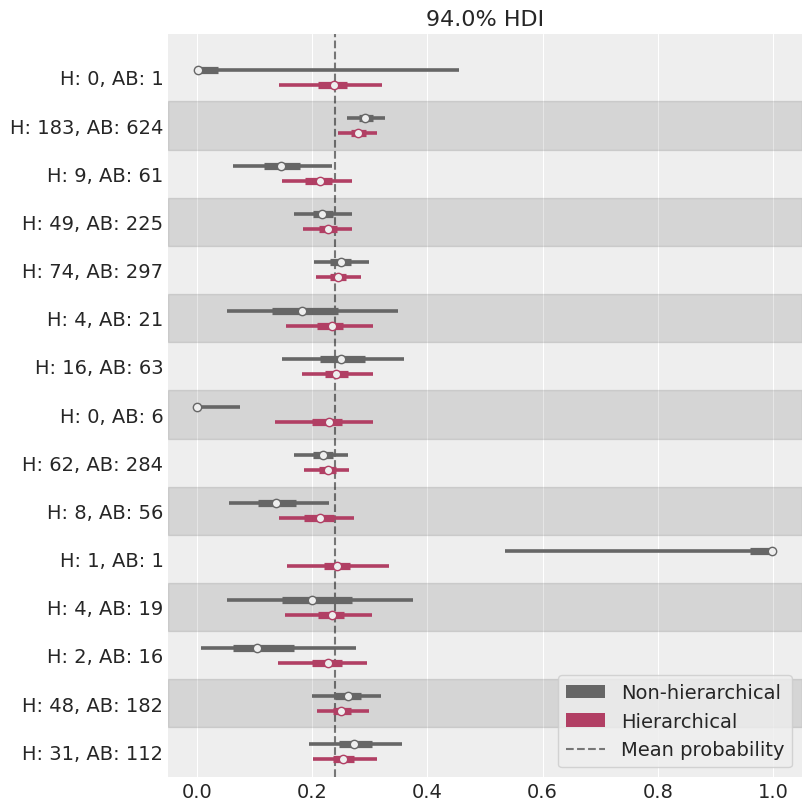 94.0% HDI
H: 0, AB: 1
H: 183, AB: 624
H: 9, AB: 61
H: 49, AB: 225
H: 74, AB: 297
H: 4, AB: 21
H: 16, AB: 63
H: 0, AB: 6
H: 62, AB: 284
H: 8, AB: 56
H: 1, AB: 1
H: 4, AB: 19
H: 2, AB: 16
H: 48, AB: 182
H: 31, AB: 112
Non-hierarchical
Hierarchical
Mean probability
0.0 0.2 0.4 0.6 0.8 1.0